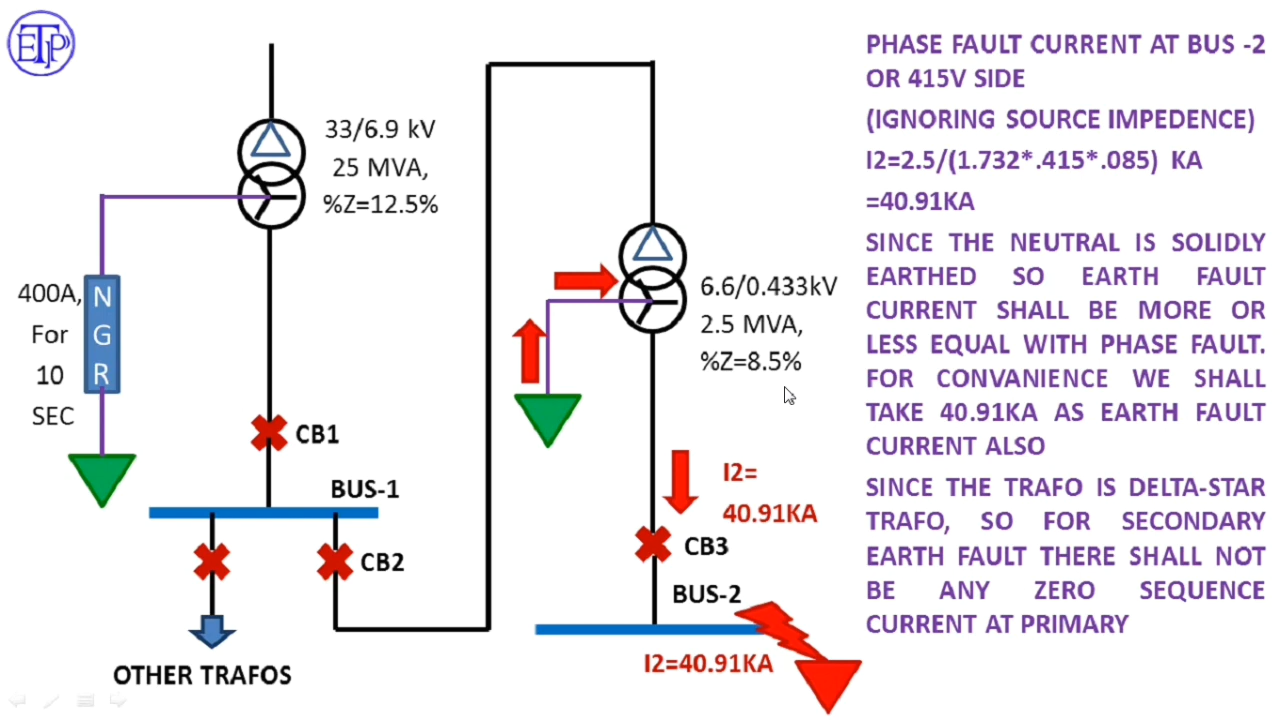 ETP
33/6.9 kV
25 MVA,
%Z=12.5%
400A,
For
10
SEC
N
G
R
CB1
BUS-1
CB2
OTHER TRAFOS
6.6/0.433kV
2.5 MVA,
%Z=8.5%
I2=
40.91KA
CB3
BUS-2
I2=40.91KA
PHASE FAULT CURRENT AT BUS -2
OR 415V SIDE
(IGNORING SOURCE IMPEDENCE)
I2=2.5/(1.732*.415*.085) KA
=40.91KA
SINCE THE NEUTRAL IS SOLIDLY
EARTHED SO EARTH FAULT
CURRENT SHALL BE MORE OR
LESS EQUAL WITH PHASE FAULT.
FOR CONVANIENCE WE SHALL
TAKE 40.91KA AS EARTH FAULT
CURRENT ALSO
SINCE THE TRAFO IS DELTA-STAR
TRAFO, SO FOR SECONDARY
EARTH FAULT THERE SHALL NOT
BE ANY ZERO SEQUENCE
CURRENT AT PRIMARY